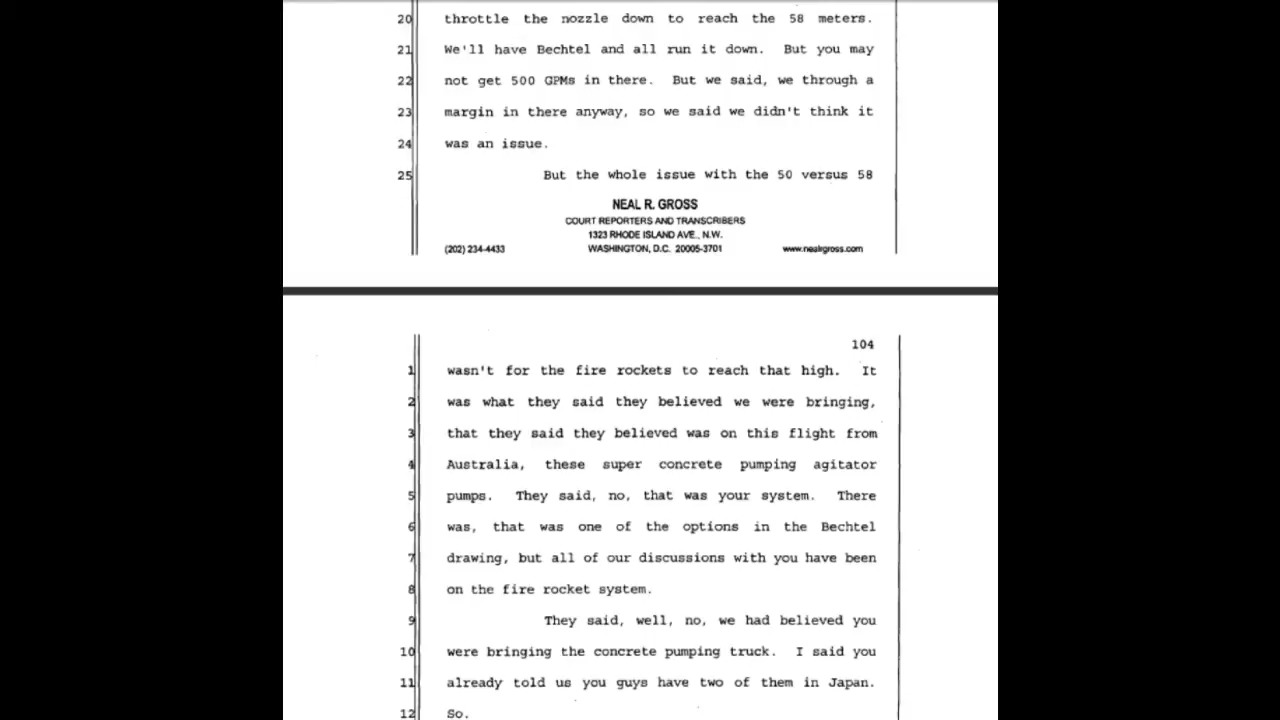 20 throttle the nozzle down to reach the 58 meters.
21 We'll have Bechtel and all run it down. But you may
22 not get 500 GPMs in there. But we said, we through a
23 margin in there anyway, so we said we didn't think it
24 was an issue.
25 But the whole issue with the 50 versus 58
NEAL R. GROSS
COURT REPORTERS AND TRANSCRIBERS
1323 RHODE ISLAND AVE., N.W.
(202) 234-4433 WASHINGTON, D.C. 20005-3701 www.nealrgross.com
104
1 wasn't for the fire rockets to reach that high. It
2 was what they said they believed we were bringing,
3 that they said they believed was on this flight from
4 Australia, these super concrete pumping agitator
5 pumps. They said, no, that was your system. There
6 was, that was one of the options in the Bechtel
7 drawing, but all of our discussions with you have been
8 on the fire rocket system.
9 They said, well, no, we had believed you
10 were bringing the concrete pumping truck. I said you
11 already told us you guys have two of them in Japan.
12 So.